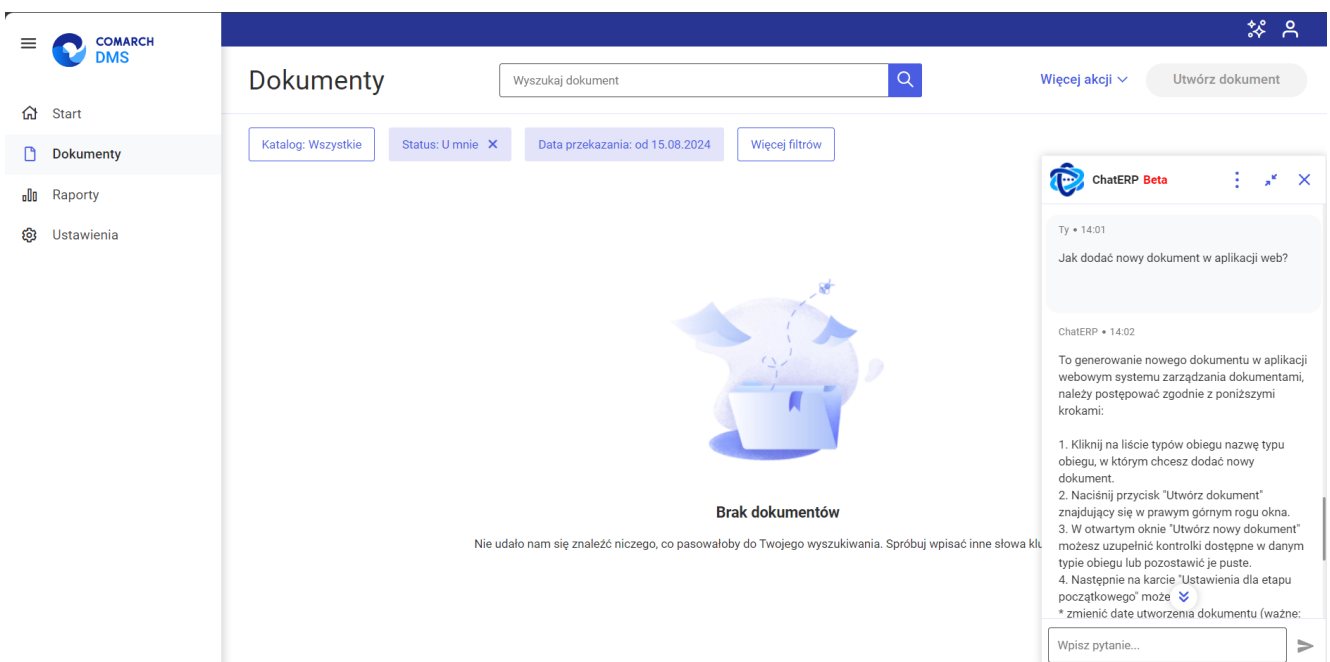 COMARCH
DMS
Start
Dokumenty
Raporty
Ustawienia
Dokumenty
Wyszukaj dokument
Więcej akcji
Utwórz dokument
Katalog: Wszystkie
Status: U mnie
Data przekazania: od 15.08.2024
Więcej filtrów
Brak dokumentów
Nie udało nam się znaleźć niczego, co pasowałoby do Twojego wyszukiwania. Spróbuj wpisać inne słowa klu
ChatERP Beta
Ty • 14:01
Jak dodać nowy dokument w aplikacji web?
ChatERP • 14:02
To generowanie nowego dokumentu w aplikacji
webowym systemu zarządzania dokumentami,
należy postępować zgodnie z poniższymi
krokami:
1. Kliknij na liście typów obiegu nazwę typu
obiegu, w którym chcesz dodać nowy
dokument.
2. Naciśnij przycisk "Utwórz dokument"
znajdujący się w prawym górnym rogu okna.
3. W otwartym oknie "Utwórz nowy dokument"
możesz uzupełnić kontrolki dostępne w danym
typie obiegu lub pozostawić je puste.
4. Następnie na karcie "Ustawienia dla etapu
początkowego" może
* zmienić datę utworzenia dokumentu (ważne:
Wpisz pytanie...